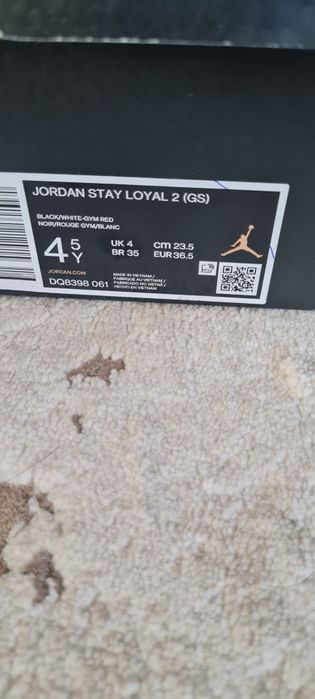 JORDAN STAY LOYAL 2 (GS)
BLACK/WHITE-GYM RED
NOIR/ROUGE GYM/BLANC
4 5Y UK 4 CM 23.5
BR 35 EUR 36.5
JORDAN.COM
DQ8398 061
MADE IN VIETNAM /
FABRIQUE AU VIETNAM /
FABRICADO NO VIETNÃ /
HECHO EN VIETNAM